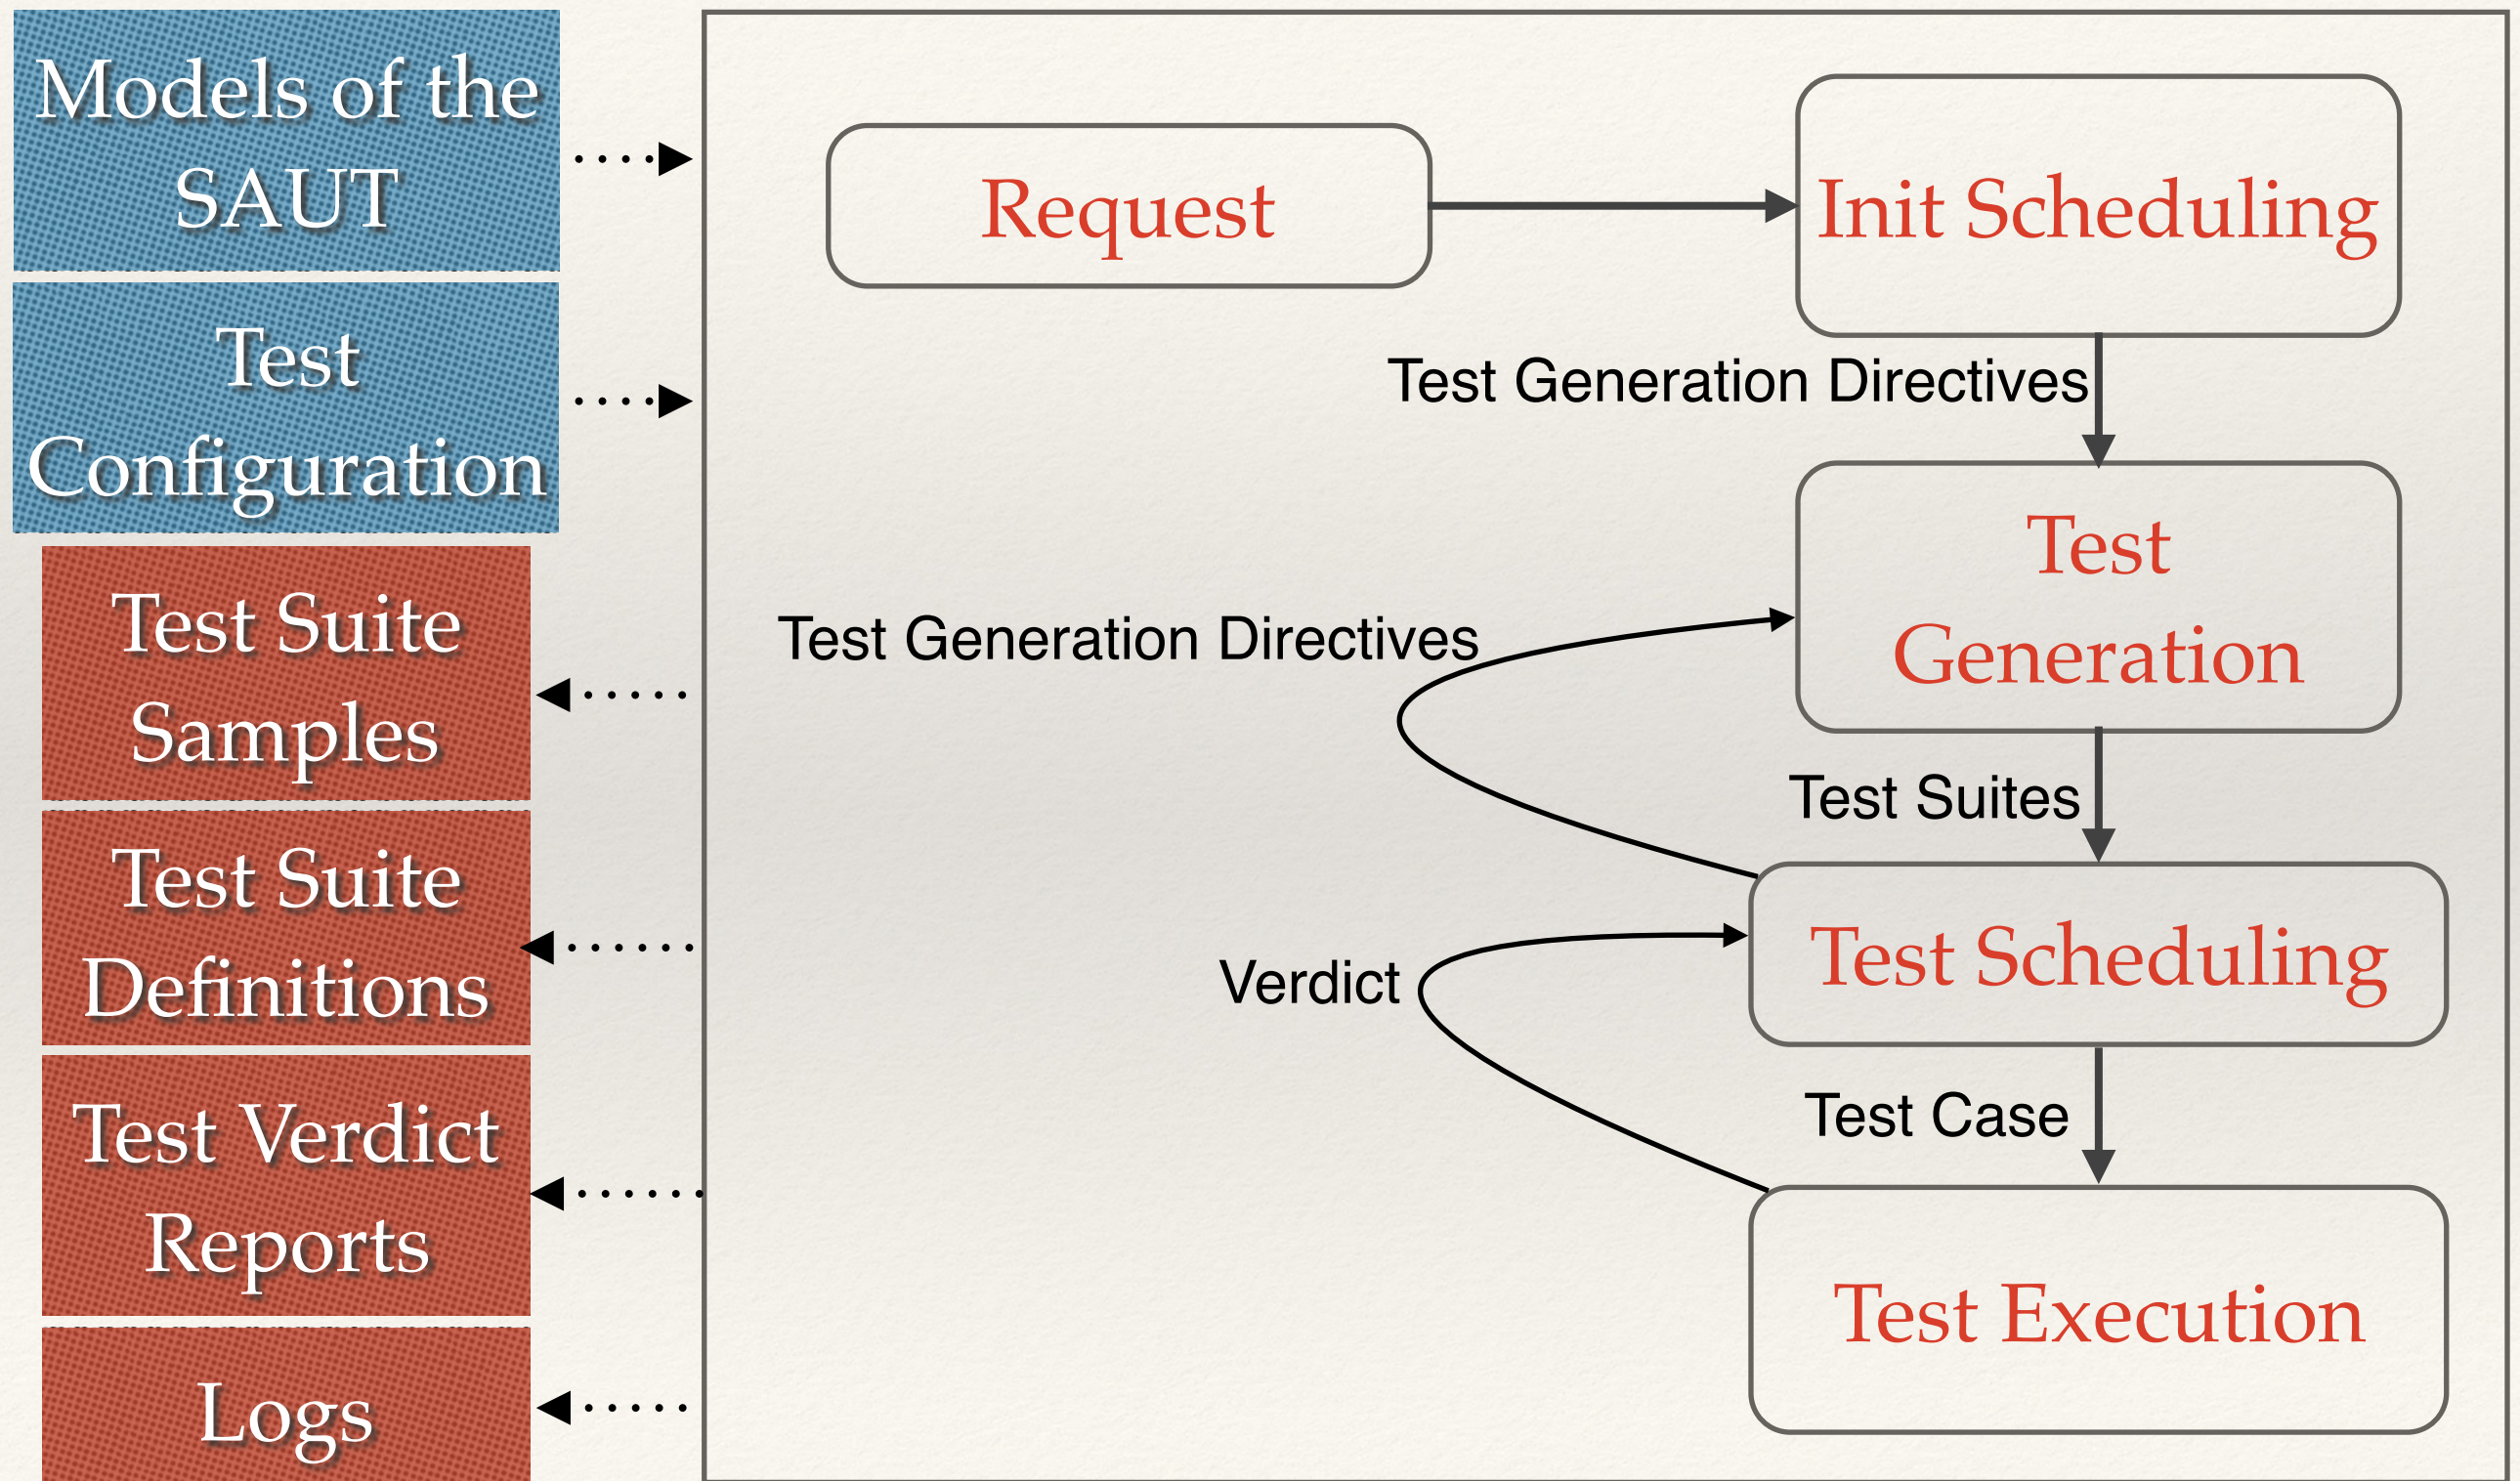 Models of the
SAUT
Test
Configuration
Test Suite
Samples
Test Suite
Definitions
Test Verdict
Reports
Logs
Request
Init Scheduling
Test Generation Directives
Test
Generation
Test Generation Directives
Test Suites
Test Scheduling
Verdict
Test Case
Test Execution